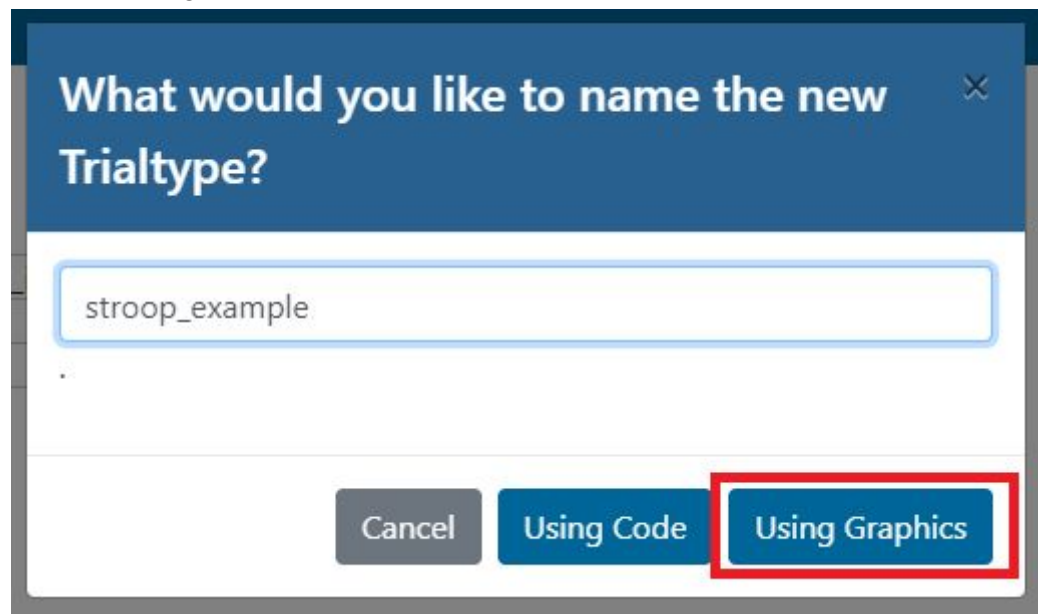 What would you like to name the new ×
Trialtype?
stroop_example
.
Cancel Using Code Using Graphics